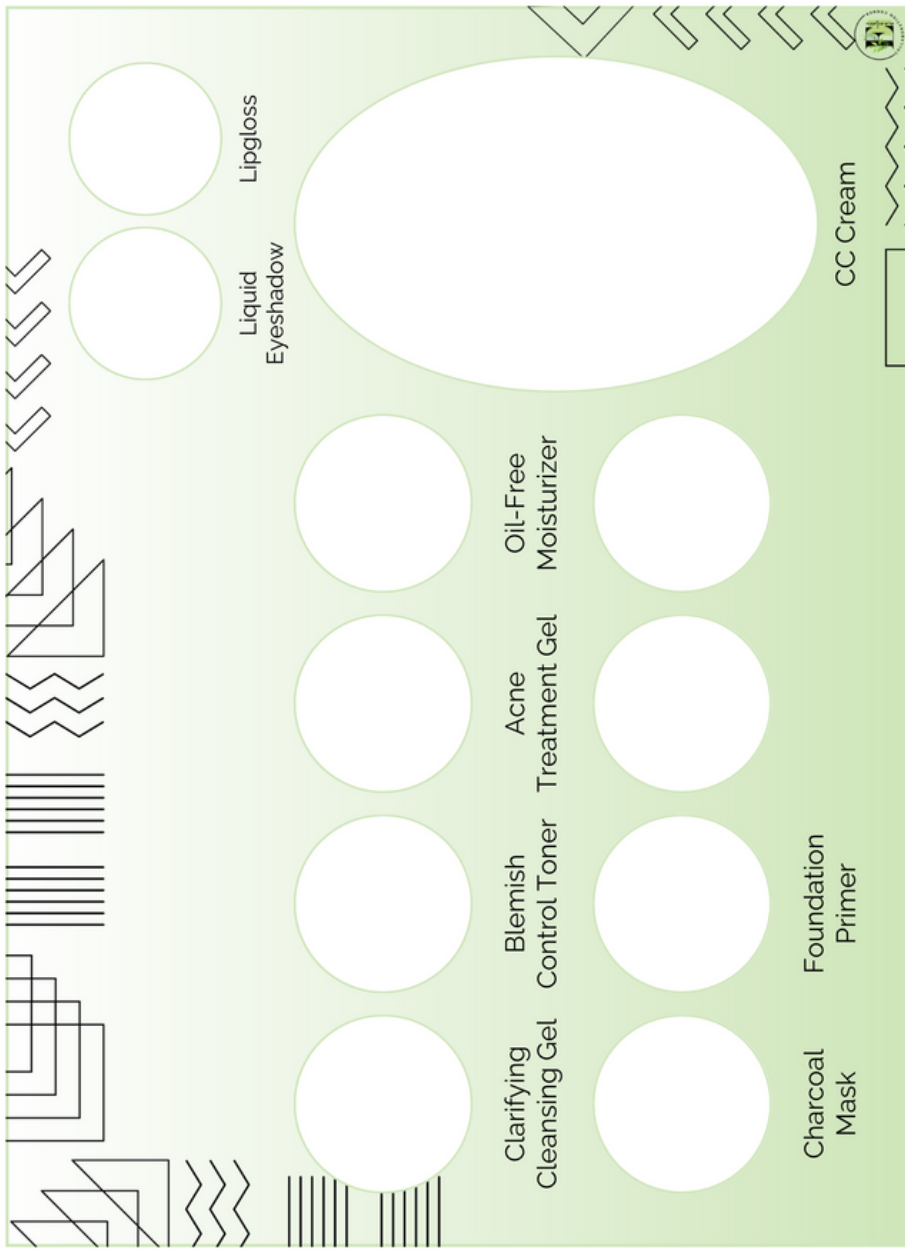 Lipgloss
Liquid
Eyeshadow
CC Cream
Clarifying
Cleansing Gel
Blemish
Control Toner
Acne
Treatment Gel
Oil-Free
Moisturizer
Charcoal
Mask
Foundation
Primer